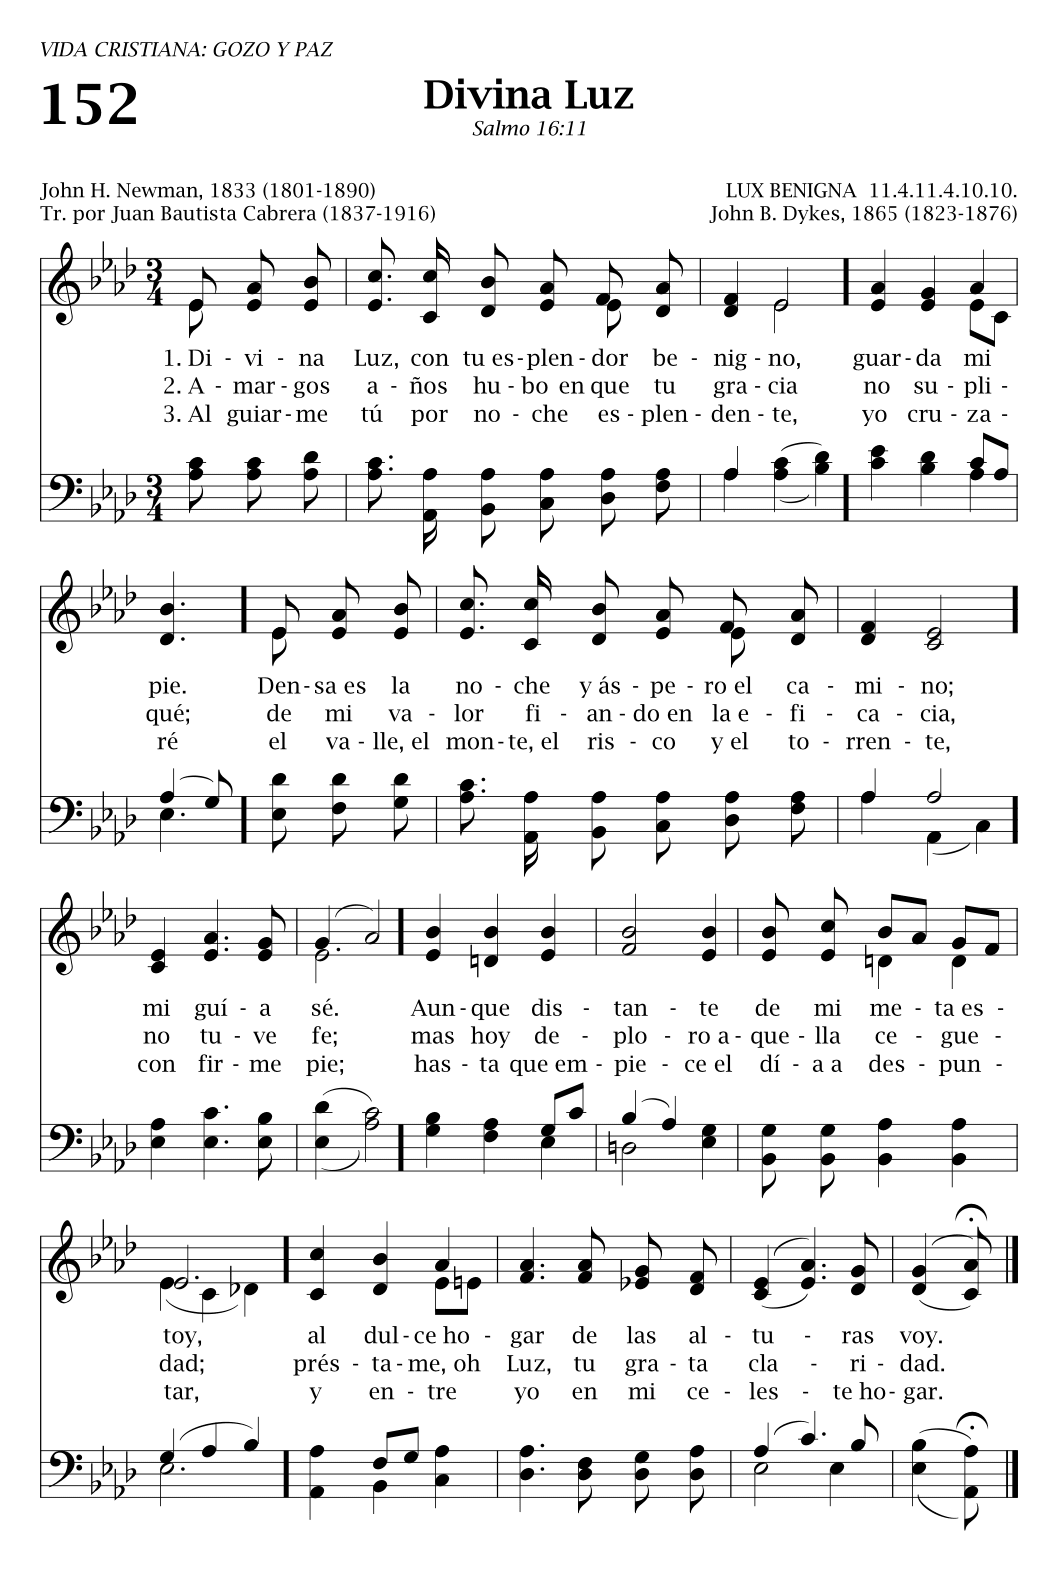 VIDA CRISTIANA: GOZO Y PAZ
152
Divina Luz
Salmo 16:11
John H. Newman, 1833 (1801-1890)
LUX BENIGNA 11.4.11.4.10.10.
Tr. por Juan Bautista Cabrera (1837-1916)
John B. Dykes, 1865 (1823-1876)
1. Di - vi - na Luz, con tu es - plen - dor be - nig - no, guar - da mi
2. A - mar - gos a - ños hu - bo en que tu gra - cia no su - pli -
3. Al guiar - me tú por no - che es - plen - den - te, yo cru - za -
pie. Den - sa es la no - che y ás - pe - ro el ca - mi - no;
qué; de mi va - lor fi - an - do en la e - fi - ca - cia,
ré el va - lle, el mon - te, el ris - co y el to - rren - te,
mi guí - a sé. Aun - que dis - tan - te de mi me - ta es -
no tu - ve fe; mas hoy de - plo - ro a - que - lla ce - gue -
con fir - me pie; has - ta que em - pie - ce el dí - a a des - pun -
toy, al dul - ce ho - gar de las al - tu - ras voy.
dad; prés - ta - me, oh Luz, tu gra - ta cla - ri - dad.
tar, y en - tre yo en mi ce - les - te ho - gar.